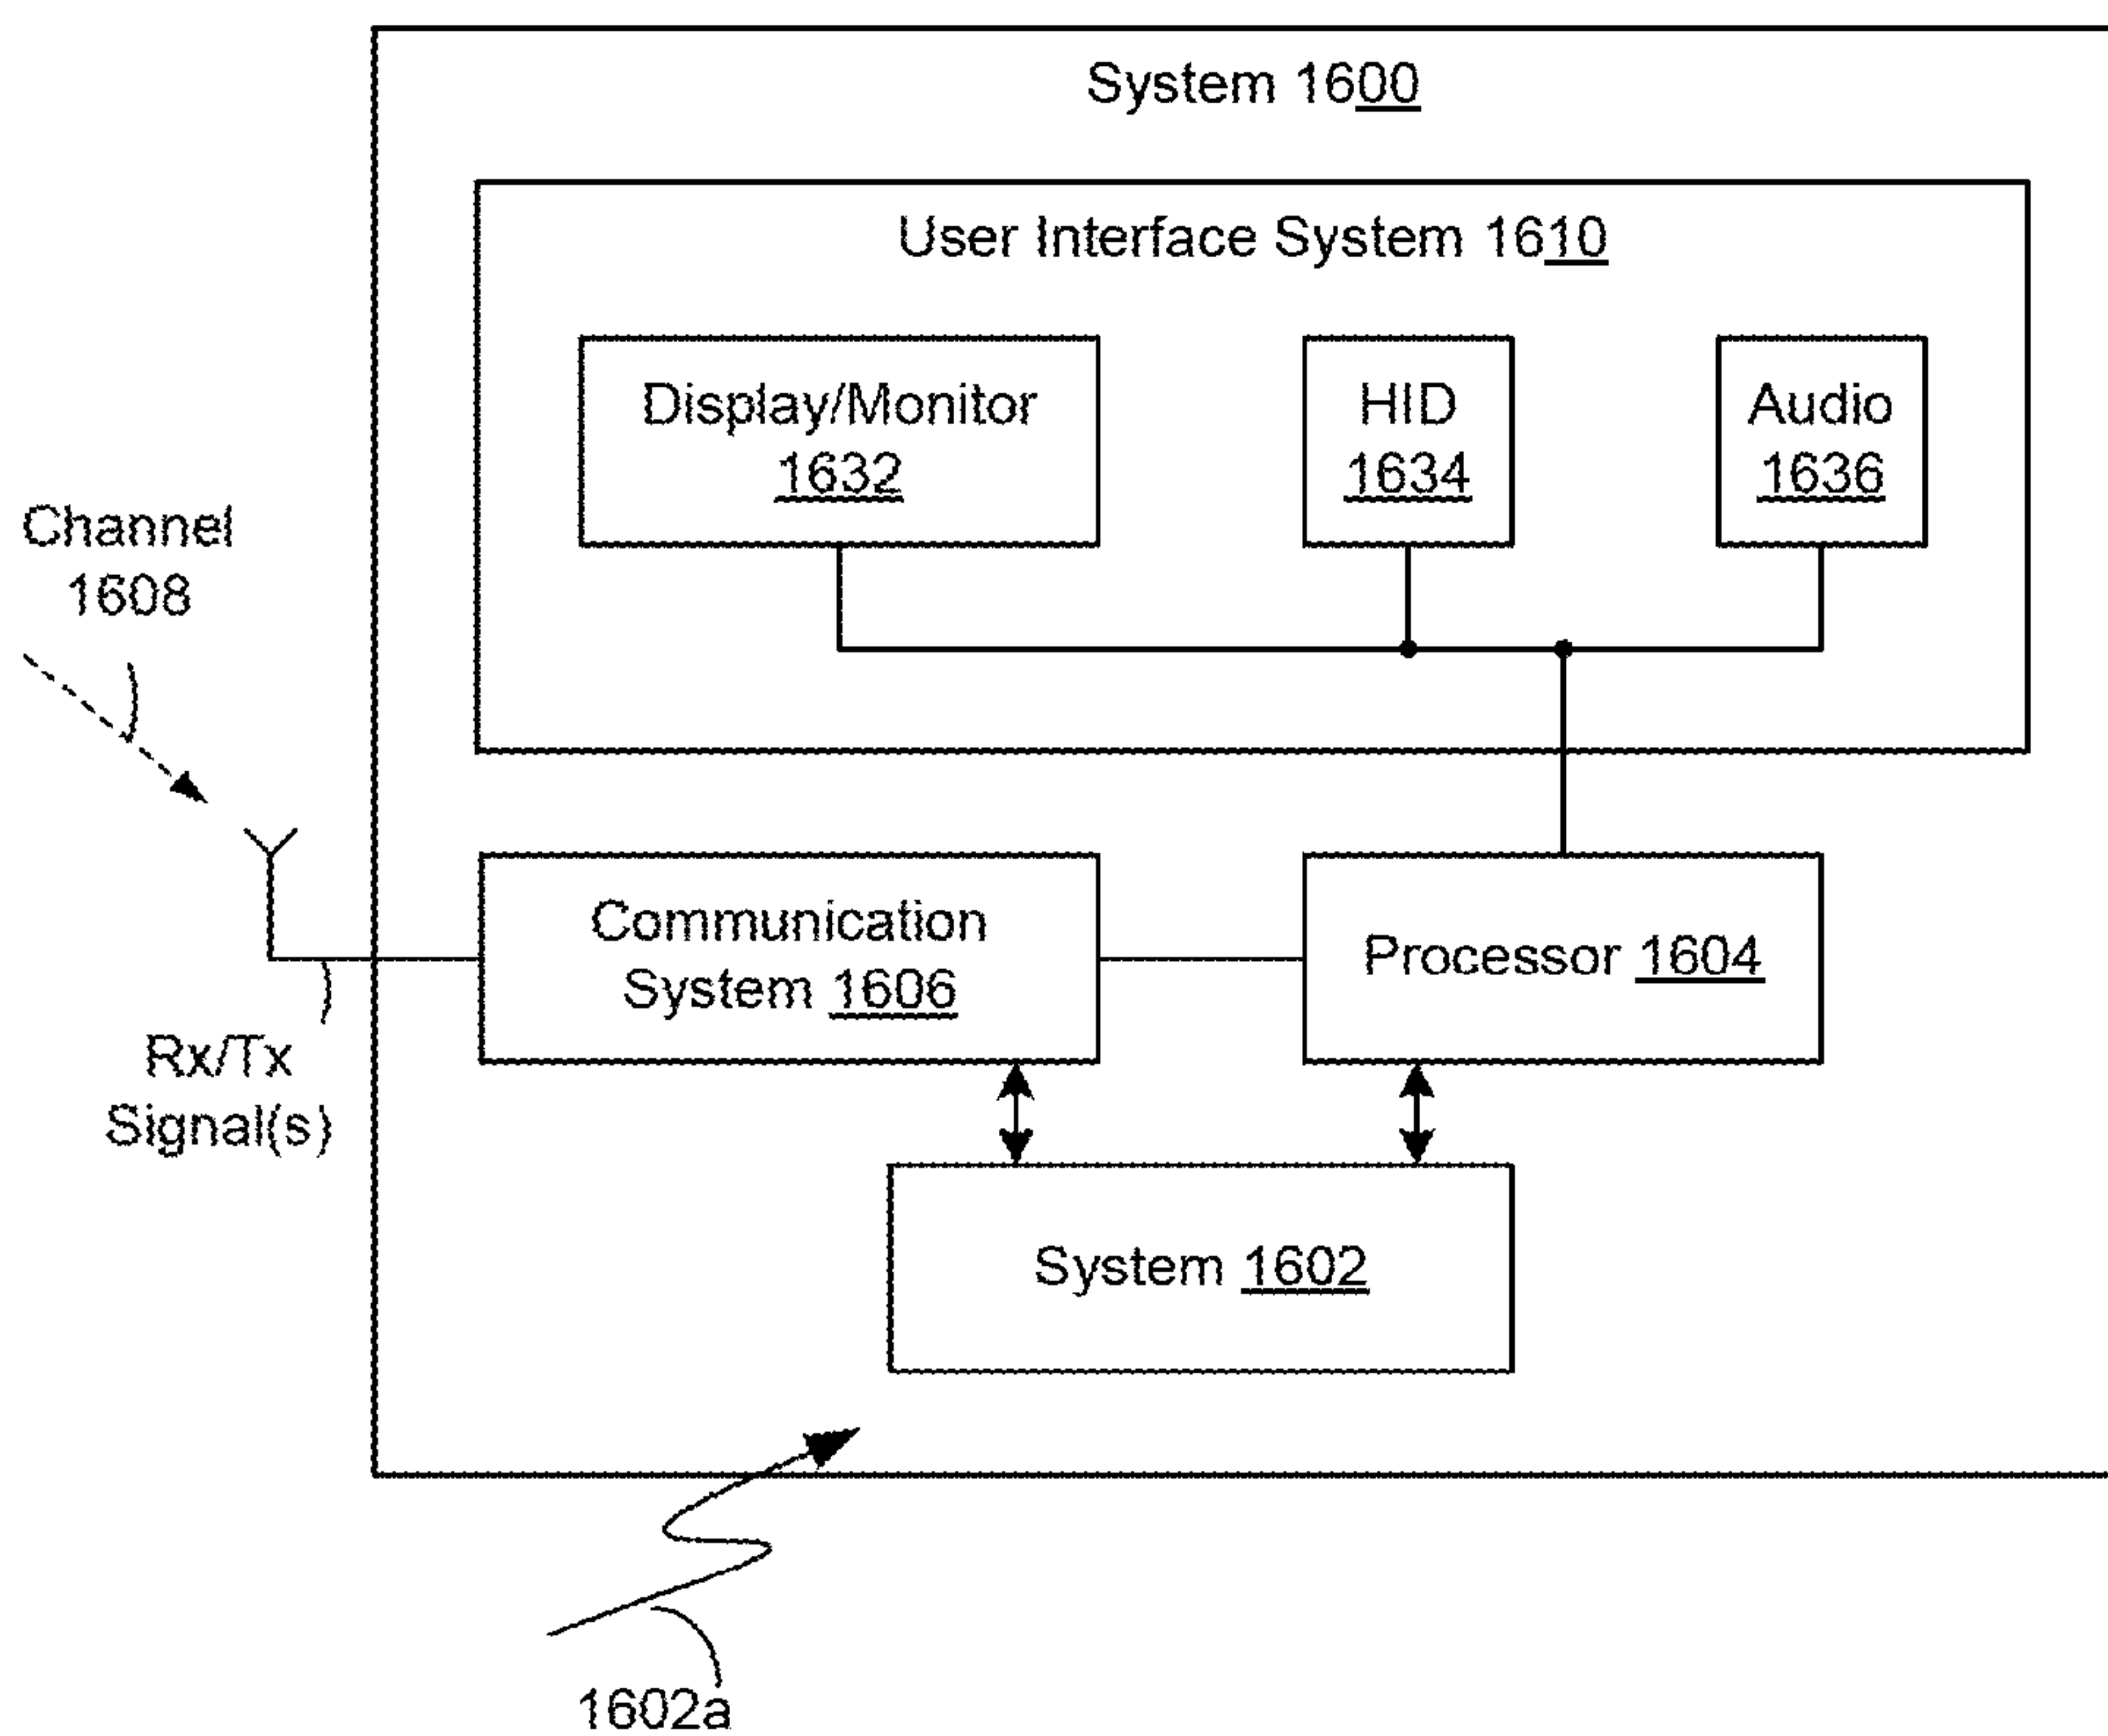 System 1600
User Interface System 1610
Display/Monitor
1632
HID
1634
Audio
1636
Channel
1608
Communication
System 1606
Processor 1604
Rx/Tx
Signal(s)
System 1602
1602a